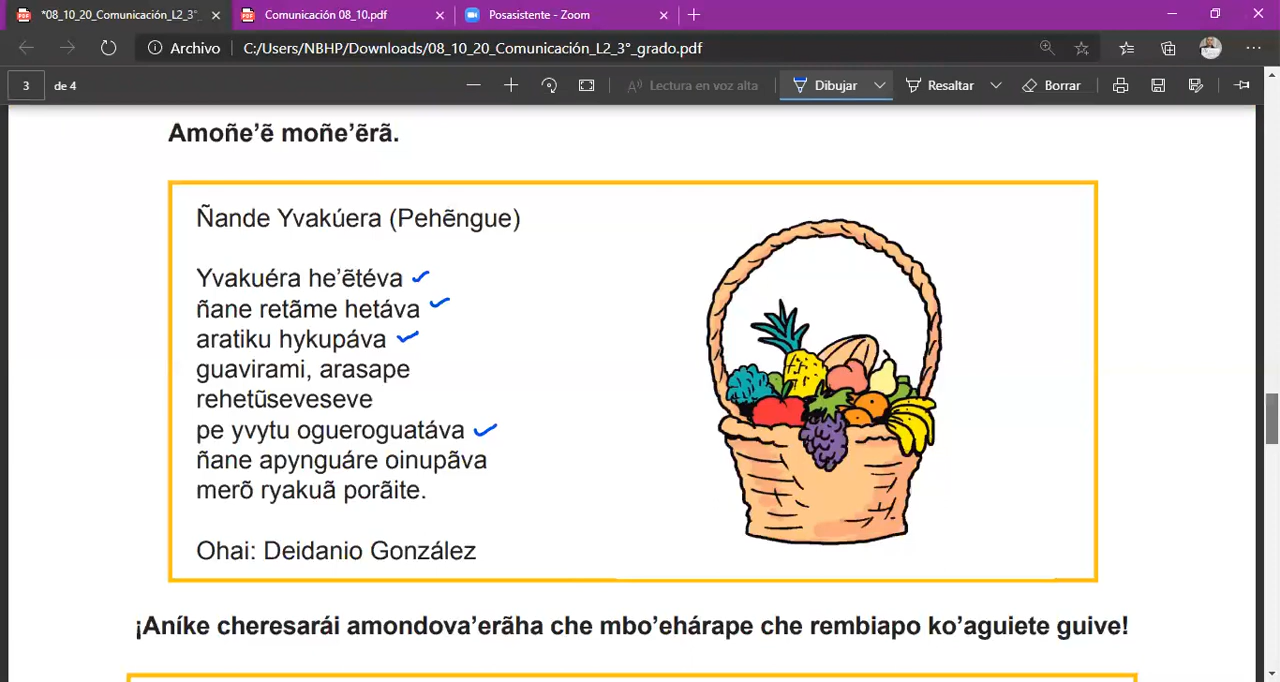 *08_10_20_Comunicación_L2_3°_
Comunicación 08_10.pdf
Posasistente - Zoom
Archivo
C:/Users/NBHP/Downloads/08_10_20_Comunicación_L2_3°_grado.pdf
3 de 4
Lectura en voz alta
Dibujar
Resaltar
Borrar
Amoñe’ẽ moñe’ẽrã.
Ñande Yvakúera (Pehẽngue)
Yvakuéra he’ẽtéva
ñane retãme hetáva
aratiku hykupáva
guavirami, arasape
rehetũseveseve
pe yvytu ogueroguatáva
ñane apynguáre oinupãva
merõ ryakuã porãite.
Ohai: Deidanio González
¡Aníke cheresarái amondova’erãha che mbo’ehárape che rembiapo ko’aguiete guive!